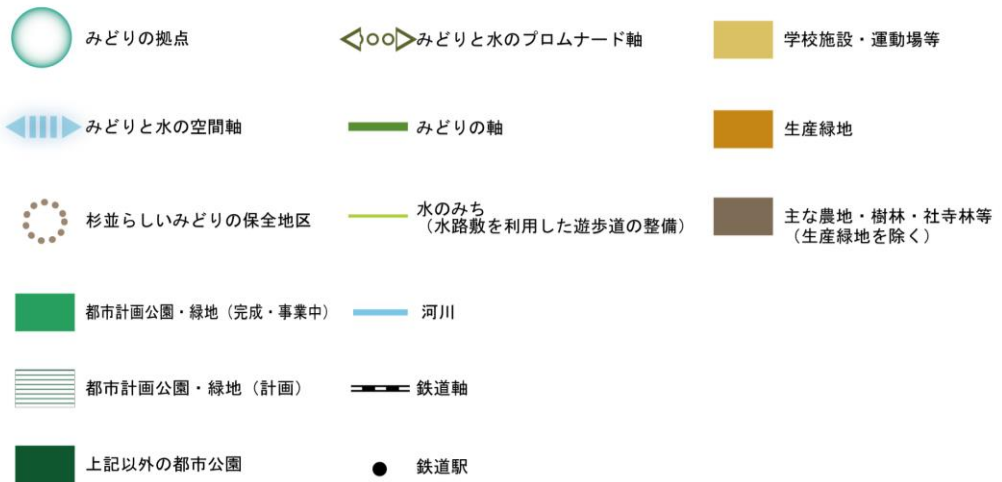 みどりの拠点
みどりと水のプロムナード軸
学校施設・運動場等
みどりと水の空間軸
みどりの軸
生産緑地
杉並らしいみどりの保全地区
水のみち
（水路敷を利用した遊歩道の整備）
主な農地・樹林・社寺林等
（生産緑地を除く）
都市計画公園・緑地（完成・事業中）
河川
都市計画公園・緑地（計画）
鉄道軸
上記以外の都市公園
鉄道駅